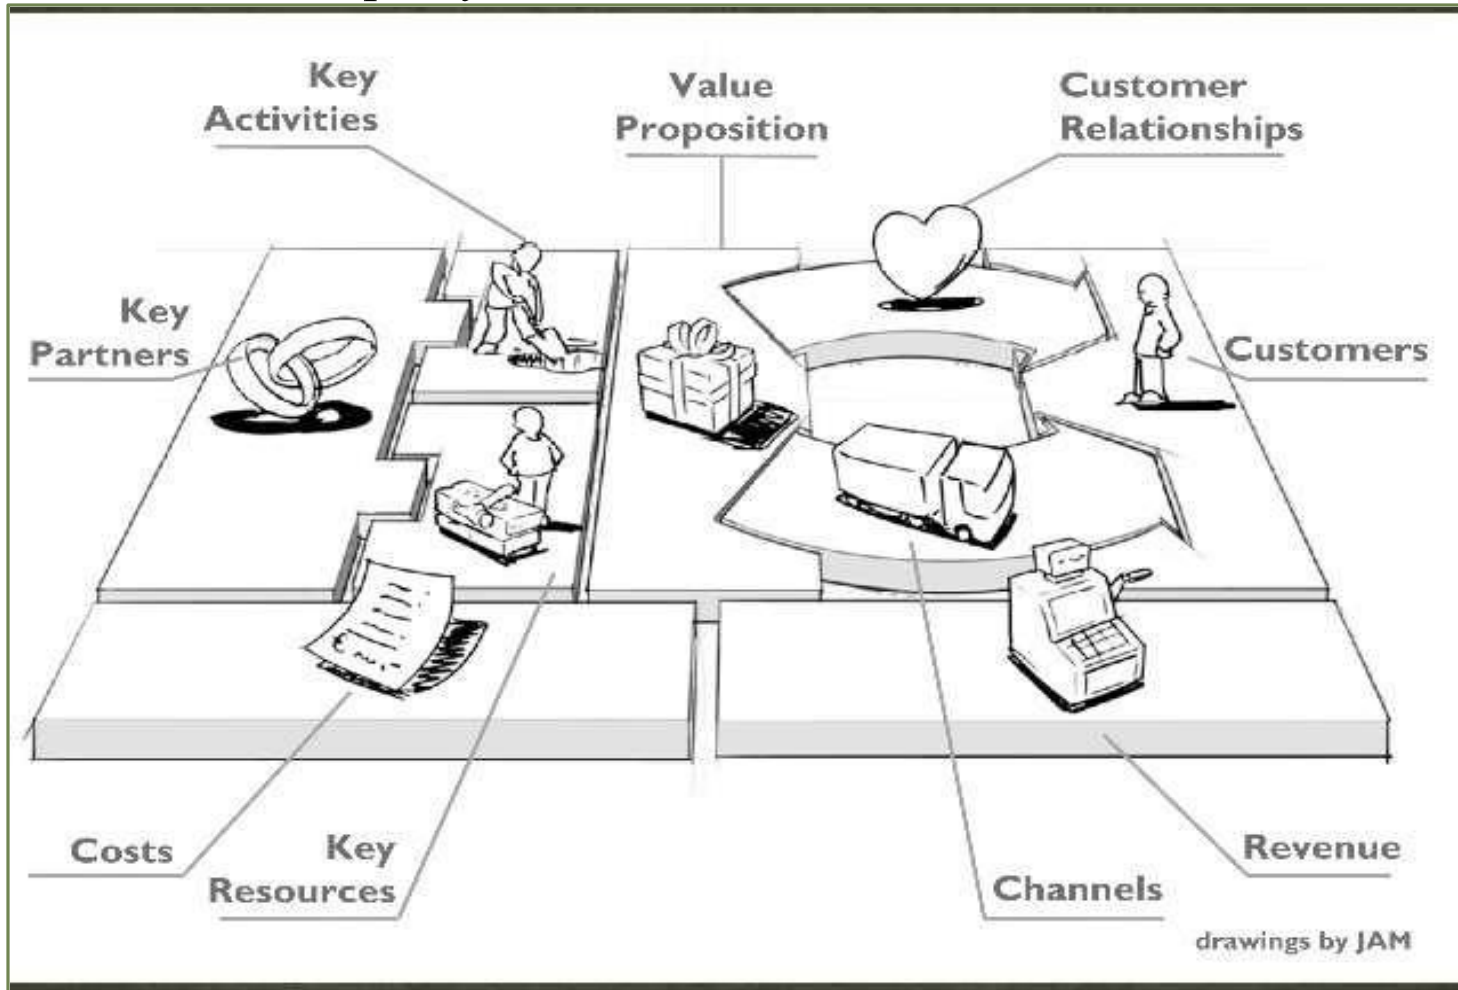 Key
Activities
Value
Proposition
Customer
Relationships
Key
Partners
Customers
Costs
Key
Resources
Channels
Revenue
drawings by JAM